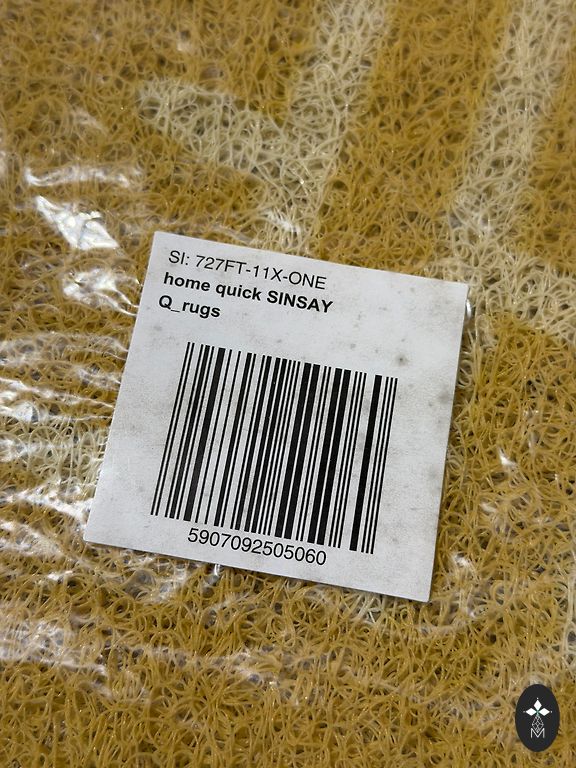 SI: 727FT-11X-ONE
home quick SINSAY
Q_rugs
5907092505060
M